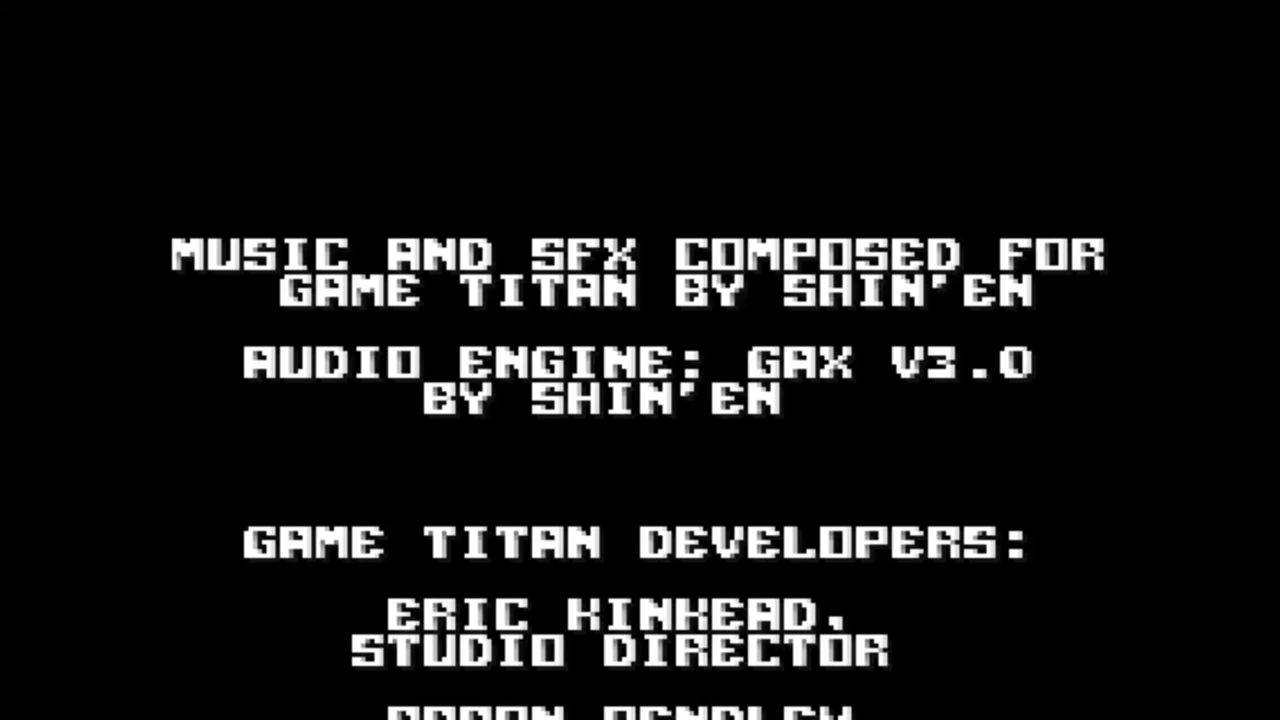 MUSIC AND SFX COMPOSED FOR
GAME TITAN BY SHIN'EN
AUDIO ENGINE: GAX V3.0
BY SHIN'EN
GAME TITAN DEVELOPERS:
ERIC KINKEAD,
STUDIO DIRECTOR